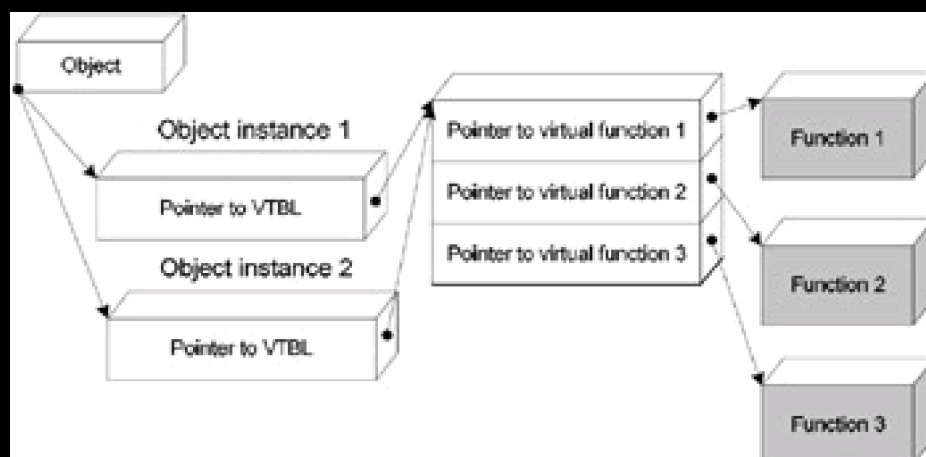 Object
Object instance 1
Pointer to VTBL
Object instance 2
Pointer to VTBL
Pointer to virtual function 1
Pointer to virtual function 2
Pointer to virtual function 3
Function 1
Function 2
Function 3